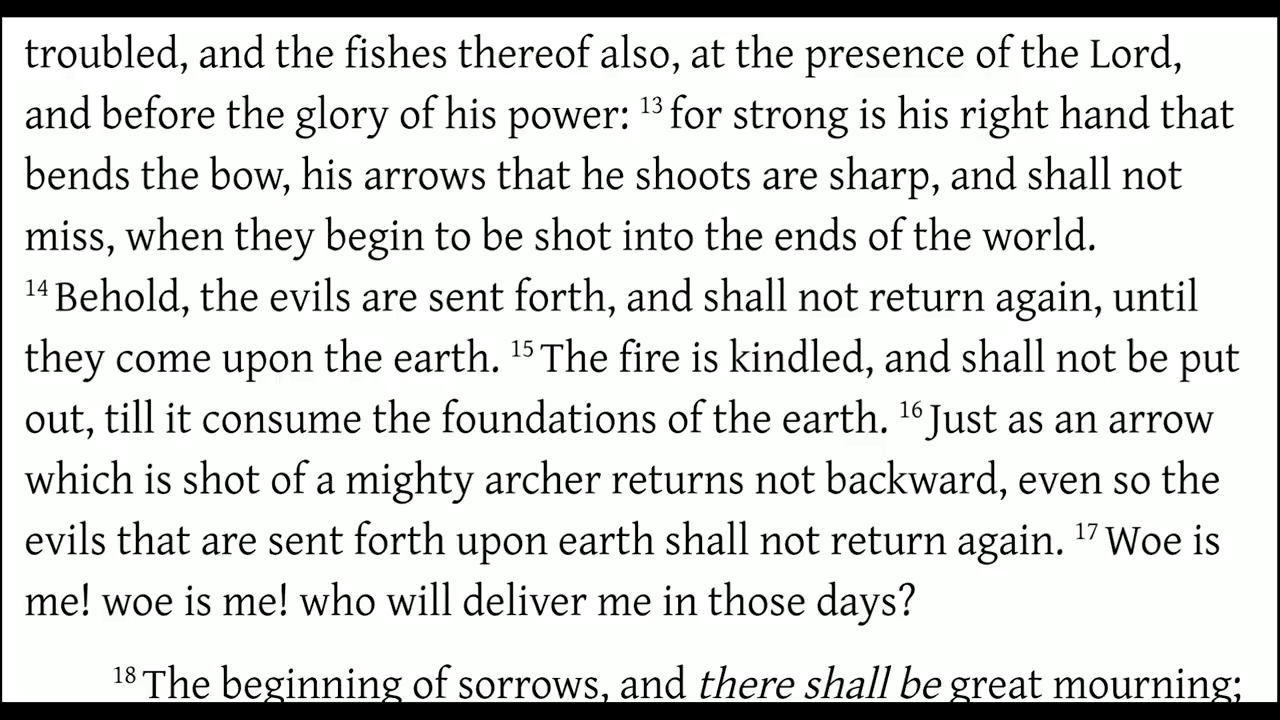 troubled, and the fishes thereof also, at the presence of the Lord,
and before the glory of his power: 13 for strong is his right hand that
bends the bow, his arrows that he shoots are sharp, and shall not
miss, when they begin to be shot into the ends of the world.
14 Behold, the evils are sent forth, and shall not return again, until
they come upon the earth. 15 The fire is kindled, and shall not be put
out, till it consume the foundations of the earth. 16 Just as an arrow
which is shot of a mighty archer returns not backward, even so the
evils that are sent forth upon earth shall not return again. 17 Woe is
me! woe is me! who will deliver me in those days?
18 The beginning of sorrows, and there shall be great mourning;